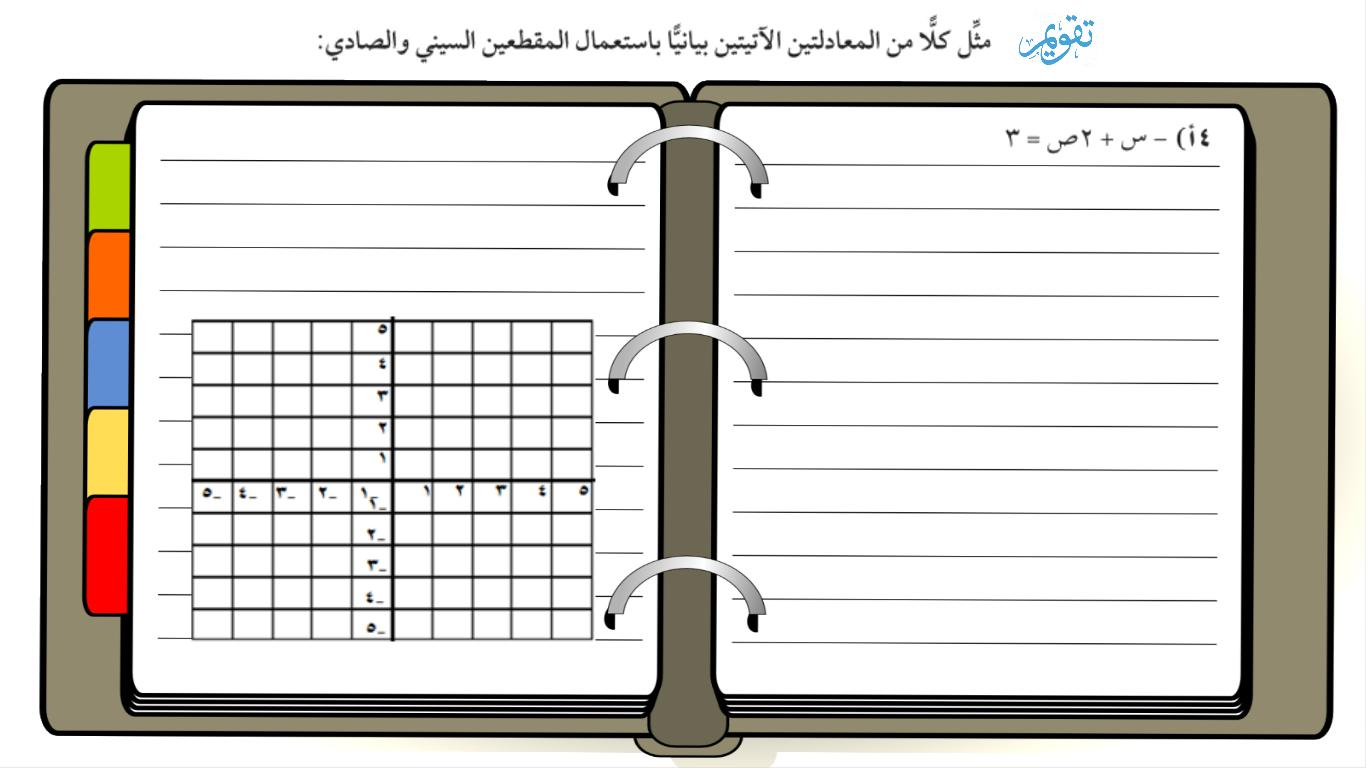 تقويم
مثِّل كلًّا من المعادلتين الآتيتين بيانيًّا باستعمال المقطعين السيني والصادي:
٤أ) – س + ٢ص = ٣
٥
٤
٣
٢
١
٥_ ٤_ ٣_ ٢_ ١_ ١ ٢ ٣ ٤ ٥
١_
٢_
٣_
٤_
٥_